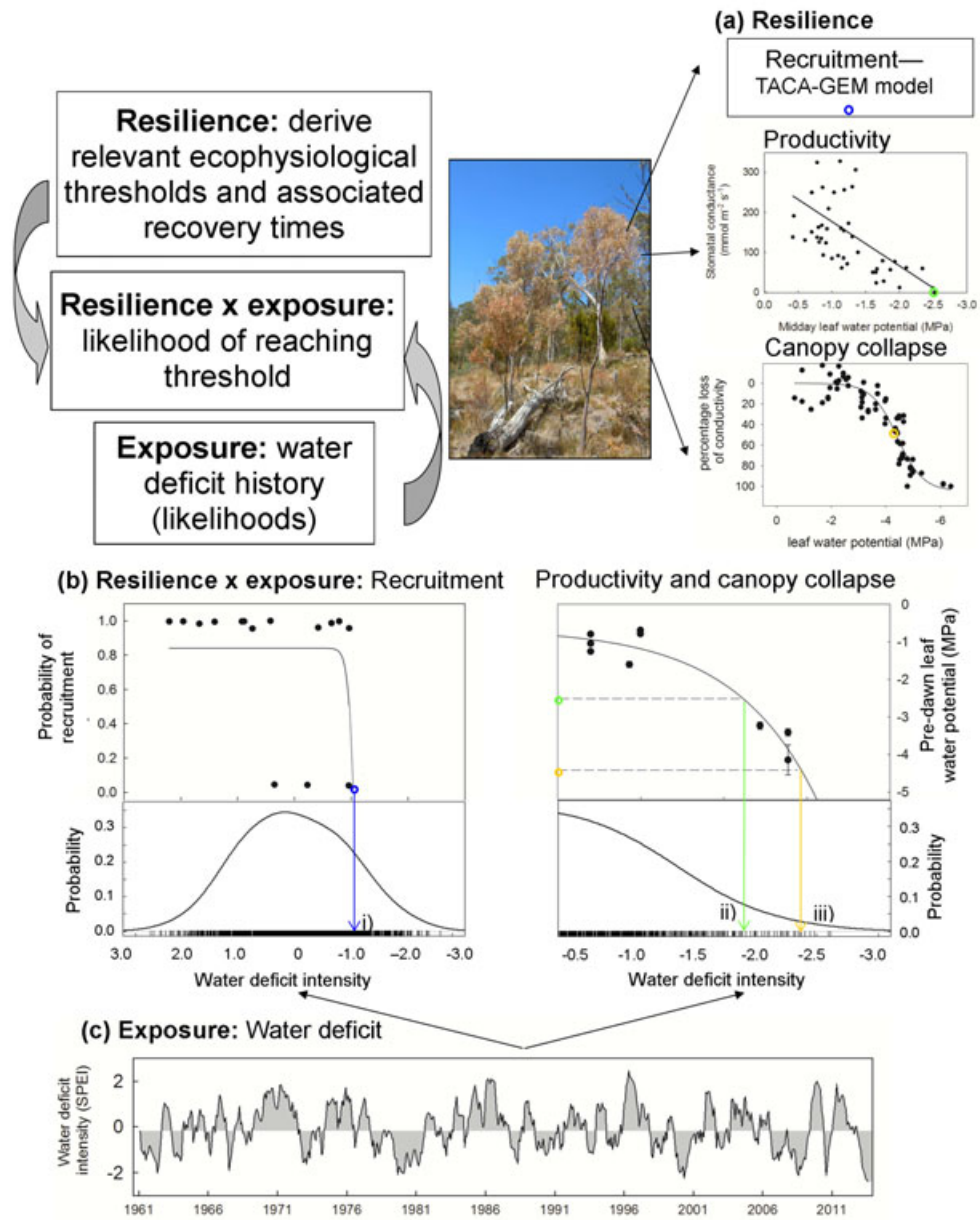 (a) Resilience
Recruitment—
TACA-GEM model
Resilience: derive
relevant ecophysiological
thresholds and associated
recovery times
Resilience x exposure:
likelihood of reaching
threshold
Exposure: water
deficit history
(likelihoods)
Productivity
Stomatal conductance
(mmol m⁻² s⁻¹)
300
200
100
0
0.0 -0.5 -1.0 -1.5 -2.0 -2.5 -3.0
Midday leaf water potential (MPa)
Canopy collapse
percentage loss
of conductivity
0
20
40
60
80
100
0 -2 -4 -6
leaf water potential (MPa)
(b) Resilience x exposure: Recruitment
Probability of
recruitment
1.0
0.8
0.6
0.4
0.2
0.0
Probability
0.3
0.2
0.1
0.0
i)
3.0 2.0 1.0 0 -1.0 -2.0 -3.0
Water deficit intensity
Productivity and canopy collapse
0
-1
-2
-3
-4
-5
Pre-dawn leaf
water potential (MPa)
0.3
0.2
0.1
0.0
Probability
ii) iii)
-0.5 -1.0 -1.5 -2.0 -2.5 -3.0
Water deficit intensity
(c) Exposure: Water deficit
Water deficit
intensity (SPEI)
2
0
-2
1961 1966 1971 1976 1981 1986 1991 1996 2001 2006 2011